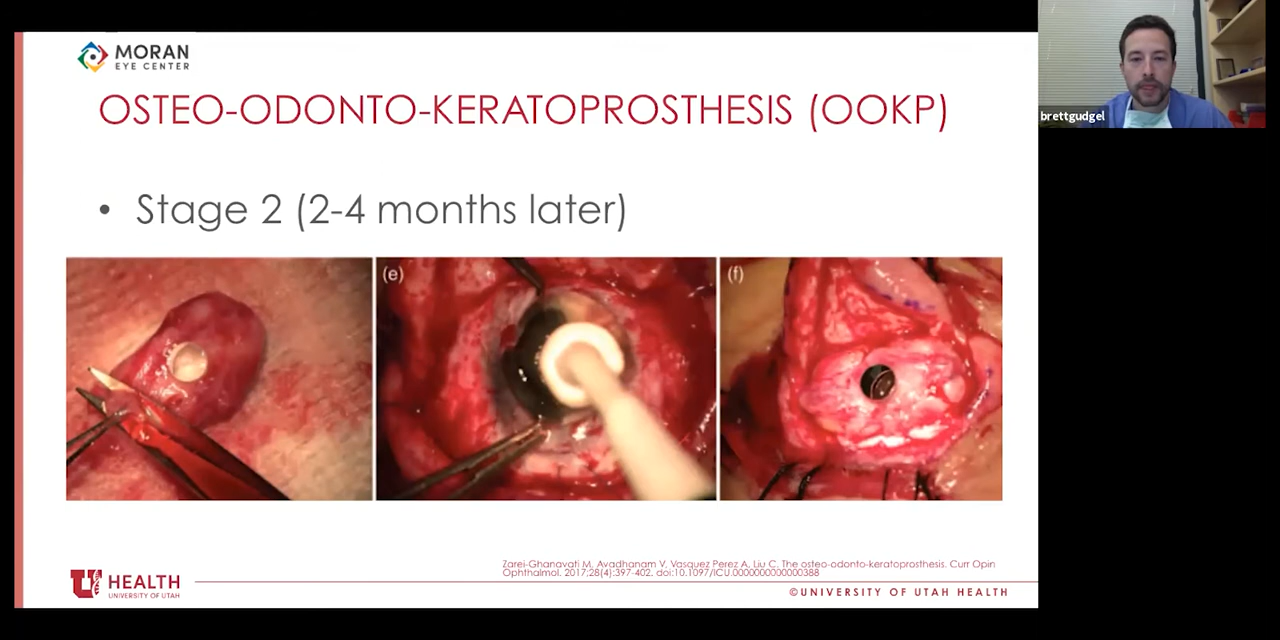 MORAN
EYE CENTER
brettgudgel
OSTEO-ODONTO-KERATOPROSTHESIS (OOKP)
• Stage 2 (2-4 months later)
(e)
(f)
Zarei-Ghanavati M, Avadhanam V, Vasquez Perez A, Liu C. The osteo-odonto-keratoprosthesis. Curr Opin
Ophthalmol. 2017;28(4):397-402. doi:10.1097/ICU.0000000000000388
U HEALTH
UNIVERSITY OF UTAH
©UNIVERSITY OF UTAH HEALTH